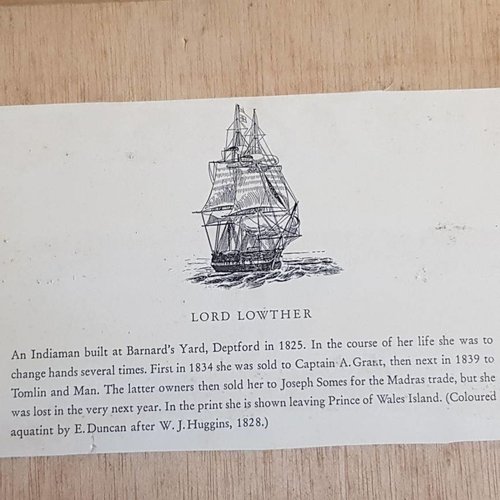 LORD LOWTHER
An Indiaman built at Barnard's Yard, Deptford in 1825. In the course of her life she was to
change hands several times. First in 1834 she was sold to Captain A. Grant, then next in 1839 to
Tomlin and Man. The latter owners then sold her to Joseph Somes for the Madras trade, but she
was lost in the very next year. In the print she is shown leaving Prince of Wales Island. (Coloured
aquatint by E. Duncan after W. J. Huggins, 1828.)